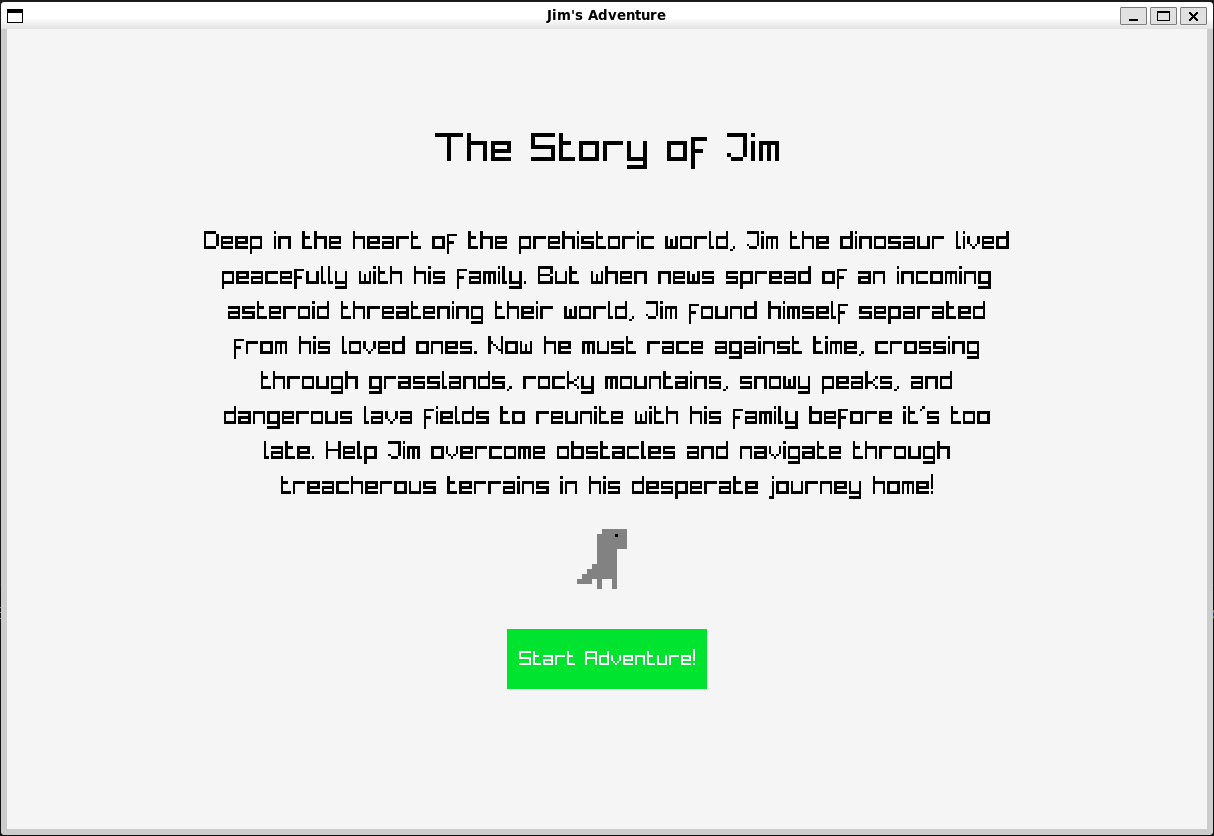 Jim's Adventure
The Story of Jim
Deep in the heart of the prehistoric world, Jim the dinosaur lived
peacefully with his family. But when news spread of an incoming
asteroid threatening their world, Jim found himself separated
from his loved ones. Now he must race against time, crossing
through grasslands, rocky mountains, snowy peaks, and
dangerous lava fields to reunite with his family before it's too
late. Help Jim overcome obstacles and navigate through
treacherous terrains in his desperate journey home!
Start Adventure!